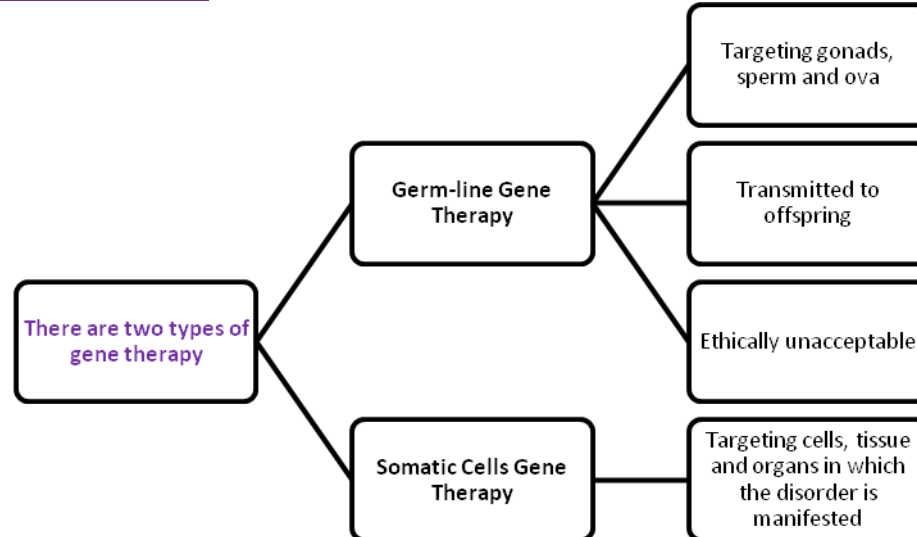 Targeting gonads,
sperm and ova
Germ-line Gene
Therapy
Transmitted to
offspring
There are two types of
gene therapy
Ethically unacceptable
Somatic Cells Gene
Therapy
Targeting cells, tissue
and organs in which
the disorder is
manifested